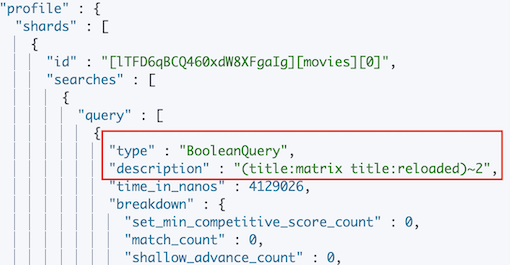 "profile" : {
"shards" : [
{
"id" : "[lTFD6qBCQ460xdW8XFgaIg][movies][0]",
"searches" : [
{
"query" : [
{
"type" : "BooleanQuery",
"description" : "(title:matrix title:reloaded)~2",
"time_in_nanos" : 4129026,
"breakdown" : {
"set_min_competitive_score_count" : 0,
"match_count" : 0,
"shallow_advance_count" : 0,